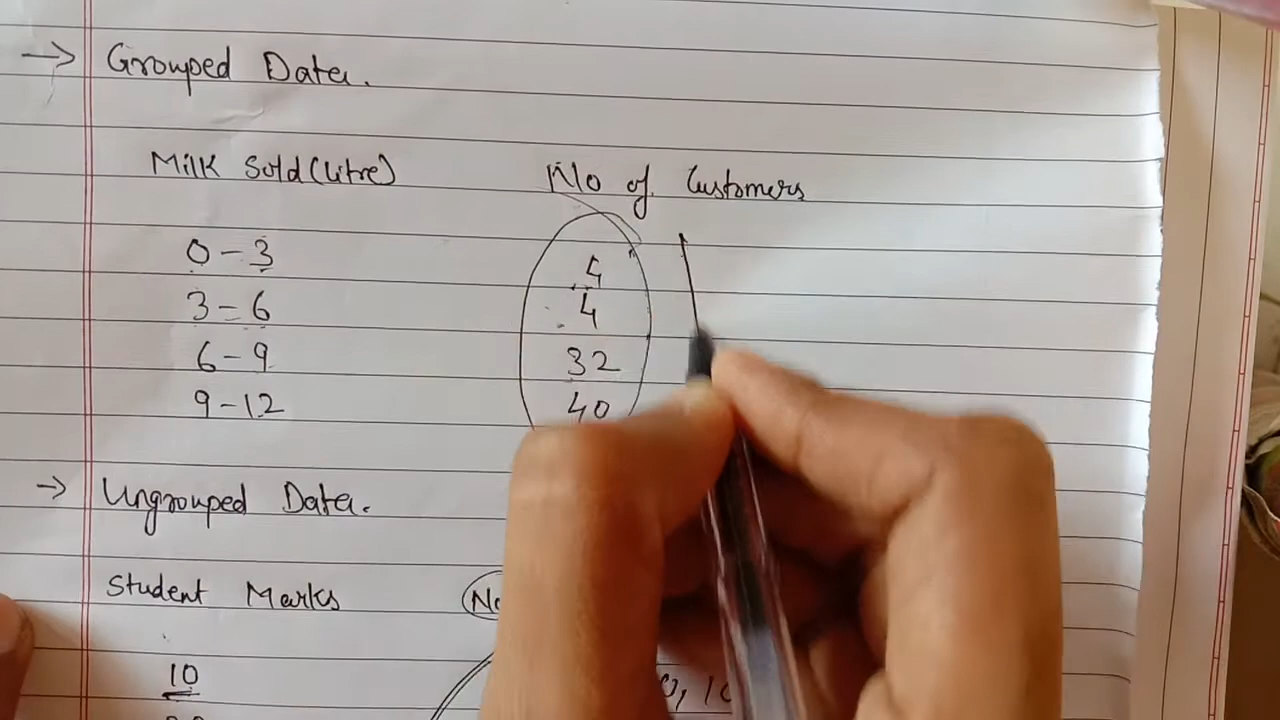 → Grouped Data.
Milk Sold (litre) No of Customers
0 - 3 4
3 - 6 4
6 - 9 32
9 - 12 40
→ Ungrouped Data.
Student Marks
10